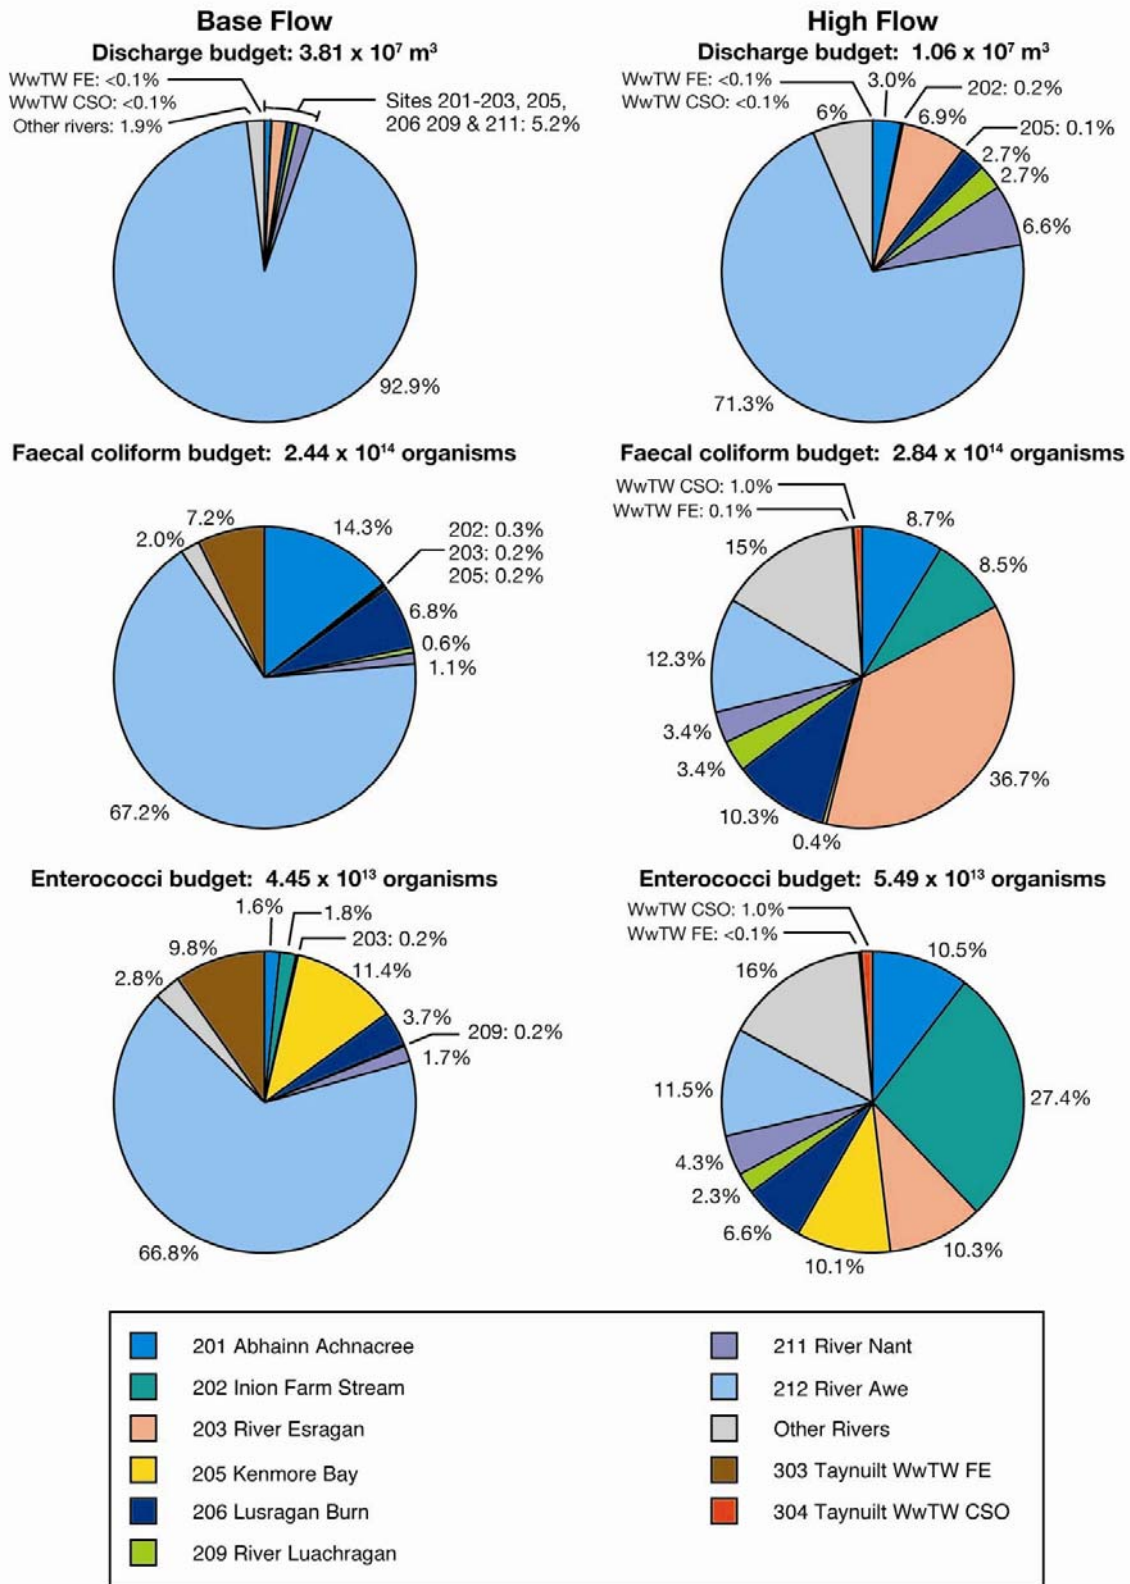 Base Flow
Discharge budget: 3.81 x 10⁷ m³
WwTW FE: <0.1%
WwTW CSO: <0.1%
Other rivers: 1.9%
Sites 201-203, 205,
206 209 & 211: 5.2%
92.9%
High Flow
Discharge budget: 1.06 x 10⁷ m³
WwTW FE: <0.1%
WwTW CSO: <0.1%
6%
3.0%
202: 0.2%
6.9%
205: 0.1%
2.7%
2.7%
6.6%
71.3%
Faecal coliform budget: 2.44 x 10¹⁴ organisms
7.2%
2.0%
14.3%
202: 0.3%
203: 0.2%
205: 0.2%
6.8%
0.6%
1.1%
67.2%
Faecal coliform budget: 2.84 x 10¹⁴ organisms
WwTW CSO: 1.0%
WwTW FE: 0.1%
15%
8.7%
8.5%
12.3%
3.4%
3.4%
10.3%
0.4%
36.7%
Enterococci budget: 4.45 x 10¹³ organisms
1.6%
1.8%
203: 0.2%
9.8%
2.8%
11.4%
3.7%
209: 0.2%
1.7%
66.8%
Enterococci budget: 5.49 x 10¹³ organisms
WwTW CSO: 1.0%
WwTW FE: <0.1%
16%
10.5%
11.5%
27.4%
4.3%
2.3%
6.6%
10.1%
10.3%
201 Abhainn Achnacree
202 Inion Farm Stream
203 River Esragan
205 Kenmore Bay
206 Lusragan Burn
209 River Luachragan
211 River Nant
212 River Awe
Other Rivers
303 Taynuilt WwTW FE
304 Taynuilt WwTW CSO